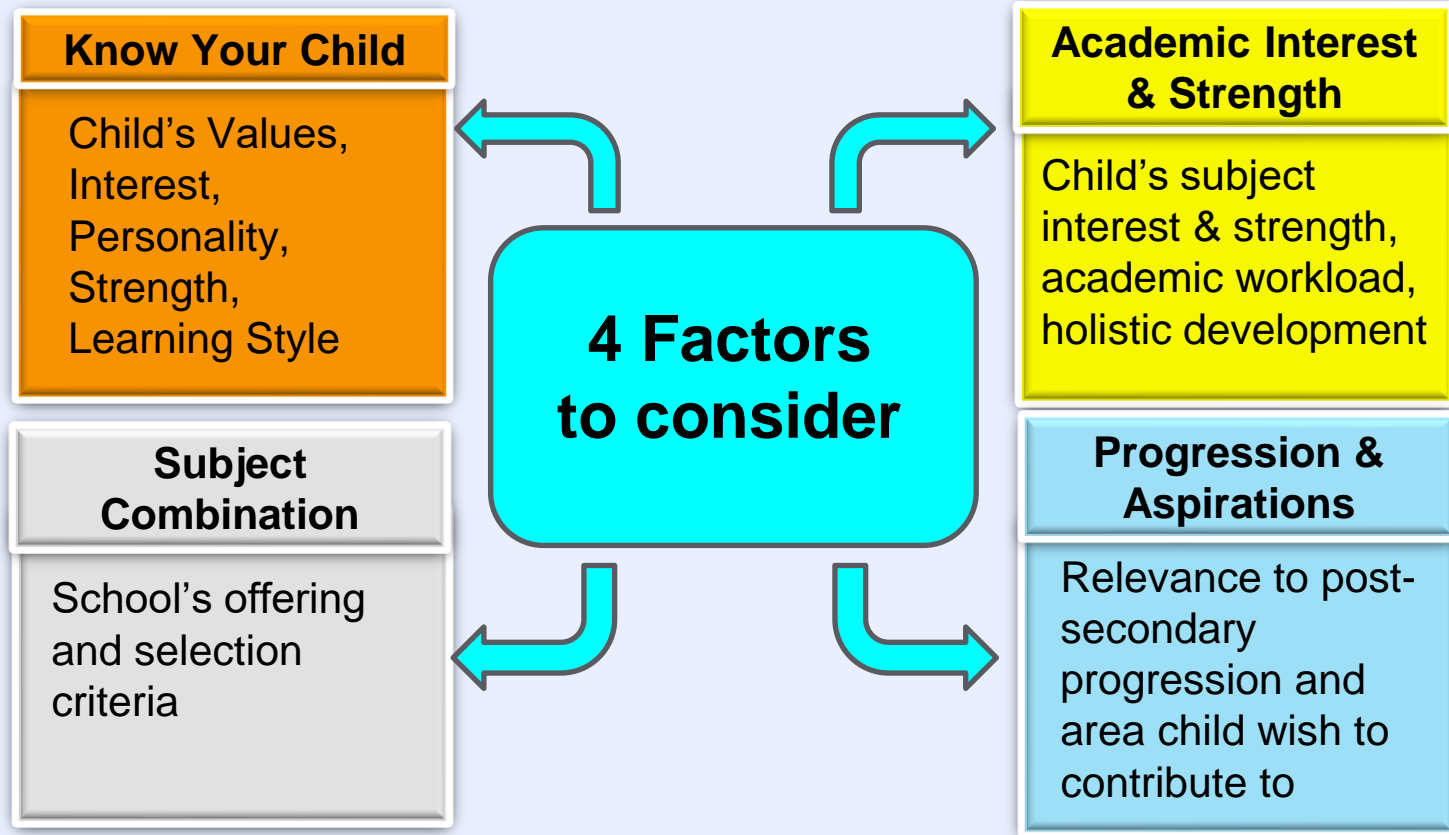 Know Your Child
Child's Values,
Interest,
Personality,
Strength,
Learning Style
Academic Interest
& Strength
Child's subject
interest & strength,
academic workload,
holistic development
4 Factors
to consider
Subject
Combination
School's offering
and selection
criteria
Progression &
Aspirations
Relevance to post-
secondary
progression and
area child wish to
contribute to